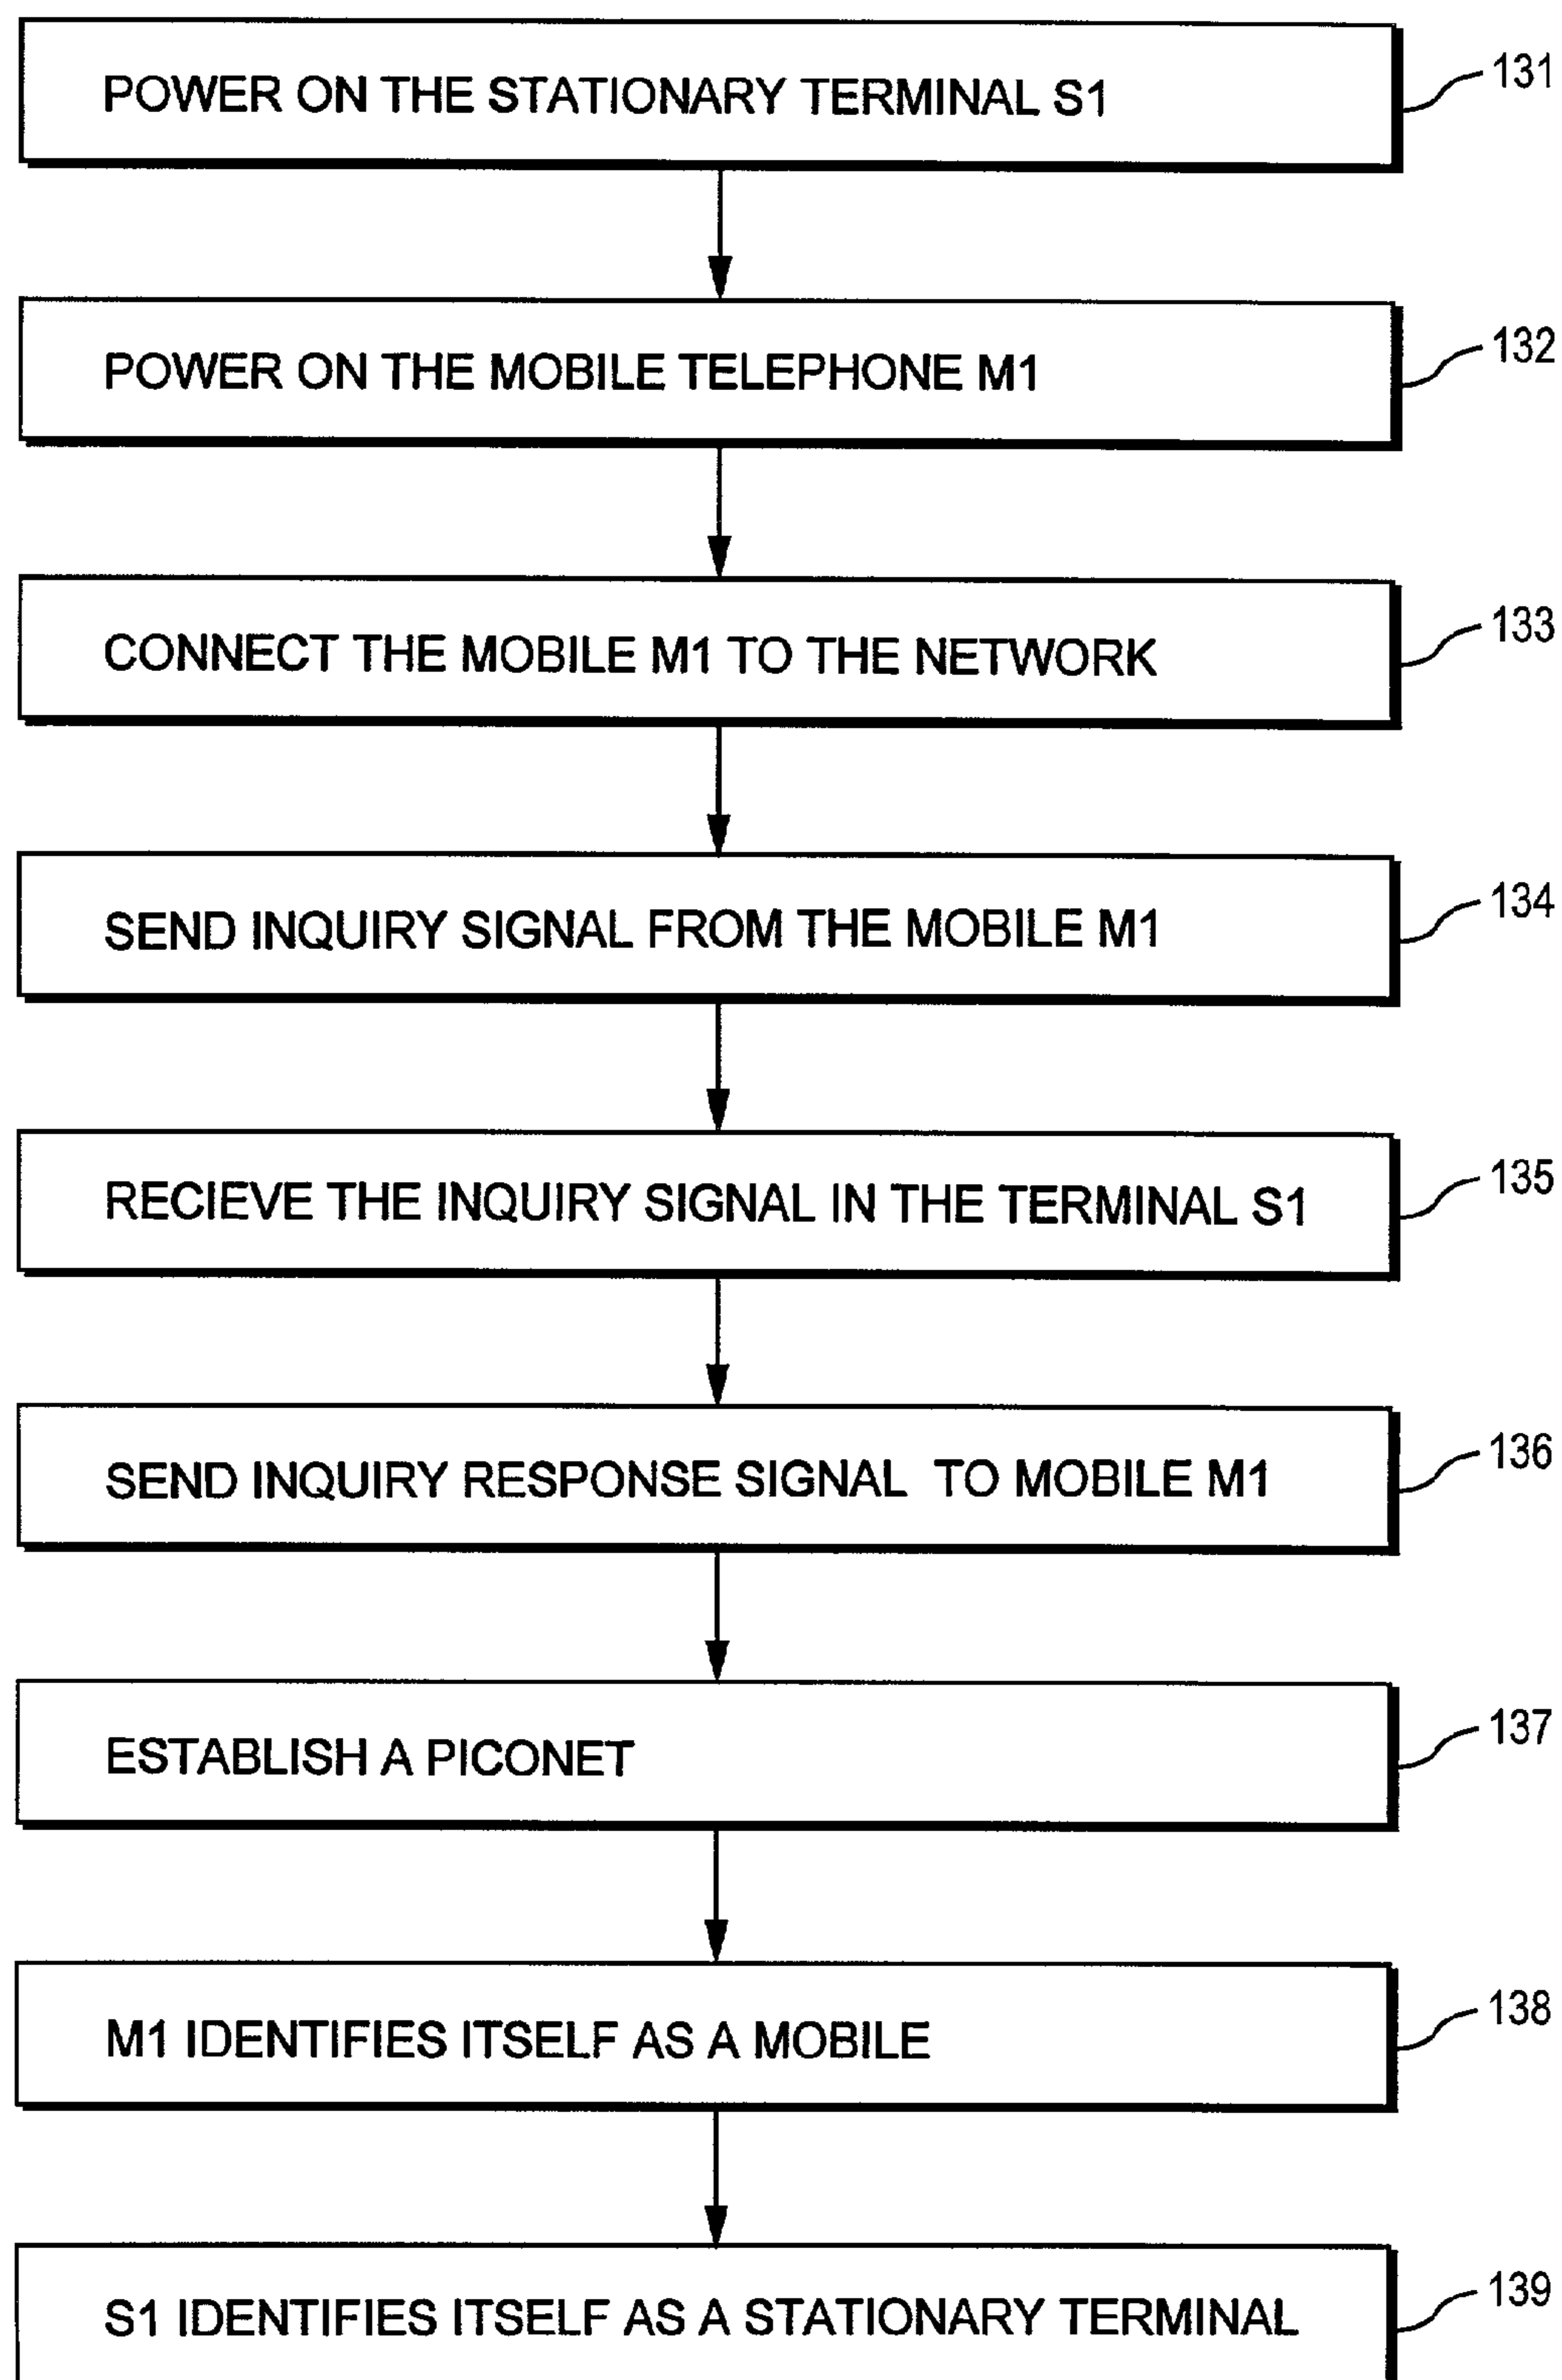 POWER ON THE STATIONARY TERMINAL S1
131
POWER ON THE MOBILE TELEPHONE M1
132
CONNECT THE MOBILE M1 TO THE NETWORK
133
SEND INQUIRY SIGNAL FROM THE MOBILE M1
134
RECIEVE THE INQUIRY SIGNAL IN THE TERMINAL S1
135
SEND INQUIRY RESPONSE SIGNAL TO MOBILE M1
136
ESTABLISH A PICONET
137
M1 IDENTIFIES ITSELF AS A MOBILE
138
S1 IDENTIFIES ITSELF AS A STATIONARY TERMINAL
139